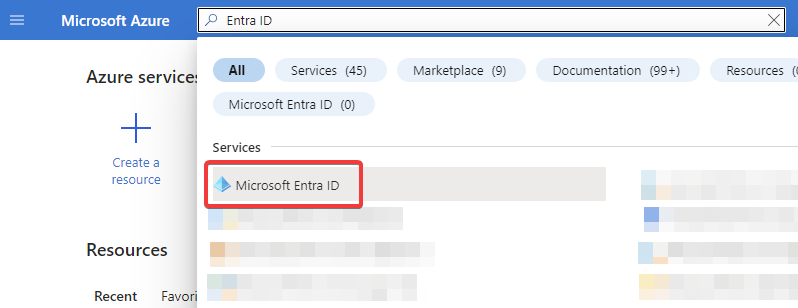 Microsoft Azure
Entra ID
Azure services
All
Services (45)
Marketplace (9)
Documentation (99+)
Resources
Microsoft Entra ID (0)
Create a
resource
Services
Microsoft Entra ID
Resources
Recent